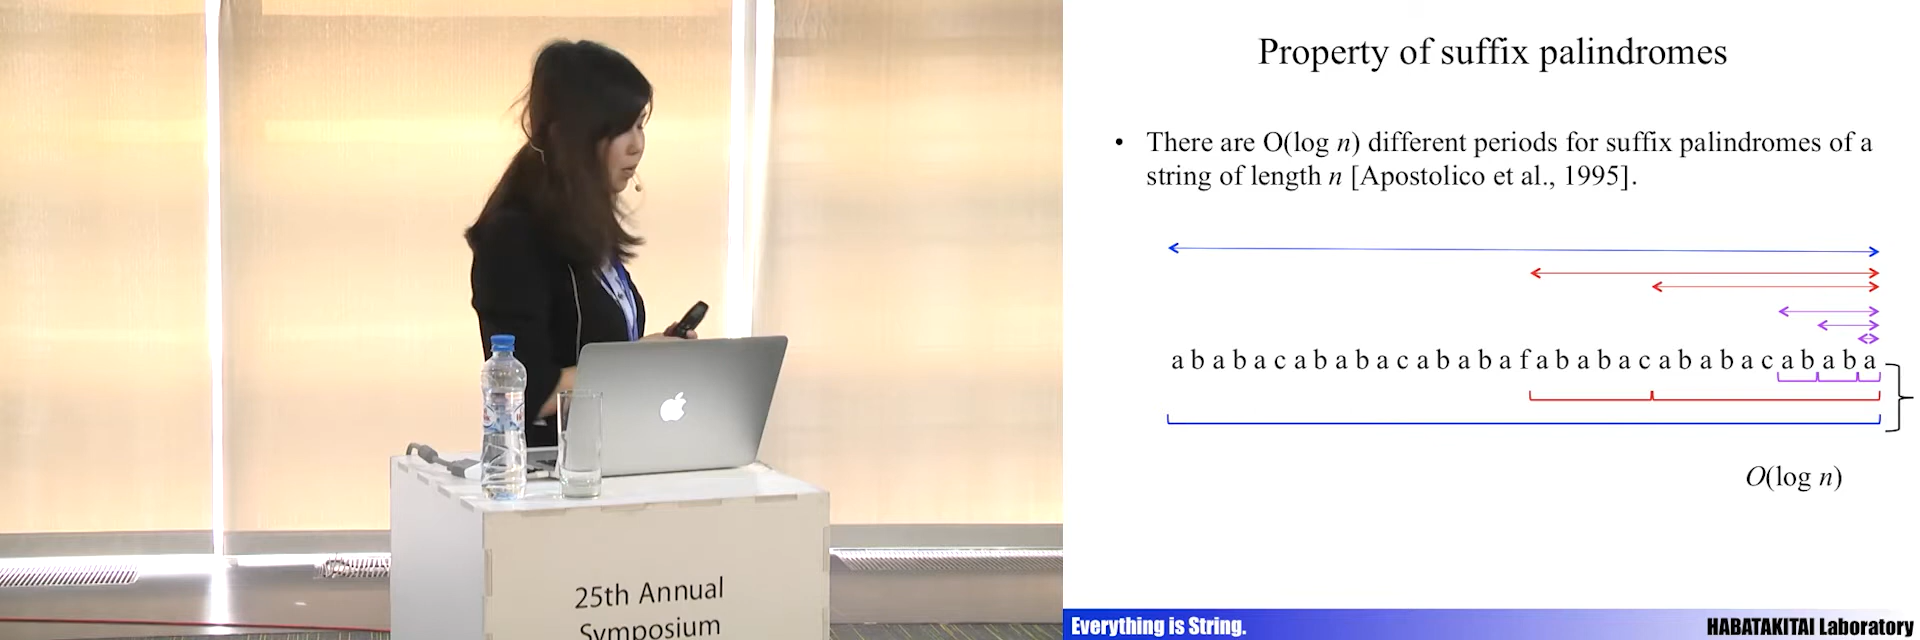 Property of suffix palindromes
• There are O(log n) different periods for suffix palindromes of a
string of length n [Apostolico et al., 1995].
a b a b a c a b a b a c a b a b a f a b a b a c a b a b a c a b a b a
O(log n)
Everything is String.
HABATAKITAI Laboratory
25th Annual
Symposium